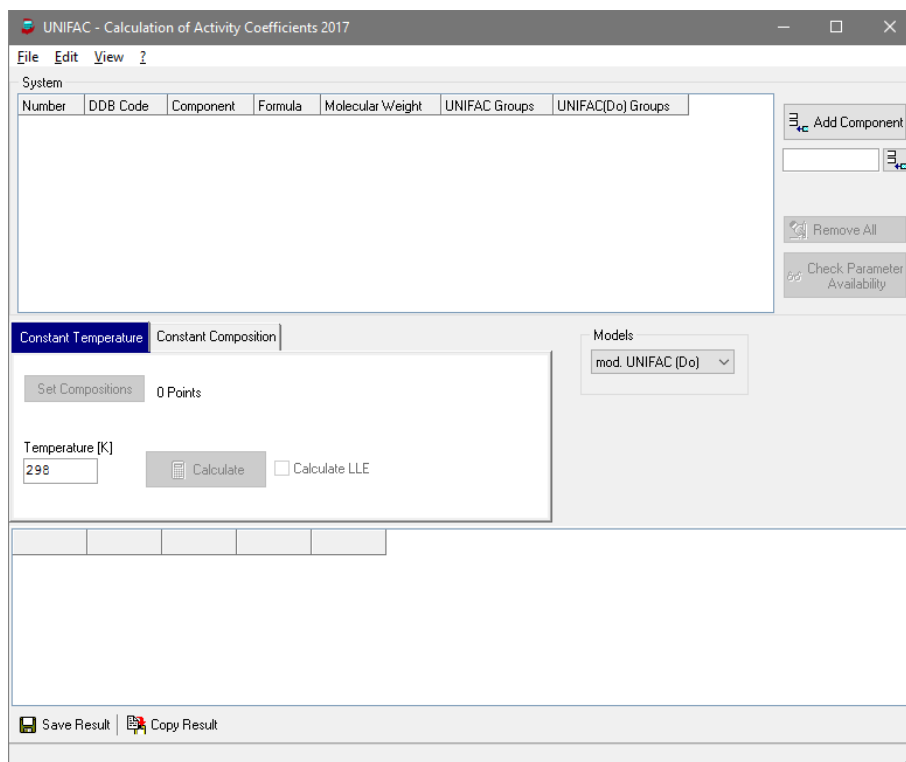 UNIFAC - Calculation of Activity Coefficients 2017
File Edit View ?
System
Number DDB Code Component Formula Molecular Weight UNIFAC Groups UNIFAC(Do) Groups
Add Component
Remove All
Check Parameter
Availability
Constant Temperature Constant Composition
Models
mod. UNIFAC (Do)
Set Compositions 0 Points
Temperature [K]
298
Calculate Calculate LLE
Save Result Copy Result